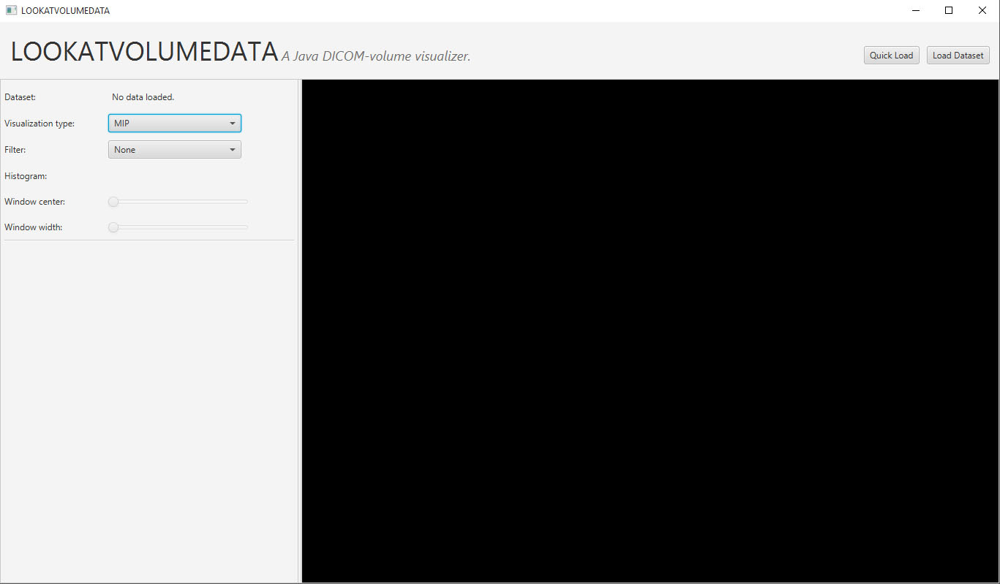 LOOKATVOLUMEDATA
LOOKATVOLUMEDATA A Java DICOM-volume visualizer.
Quick Load Load Dataset
Dataset: No data loaded.
Visualization type: MIP
Filter: None
Histogram:
Window center:
Window width: